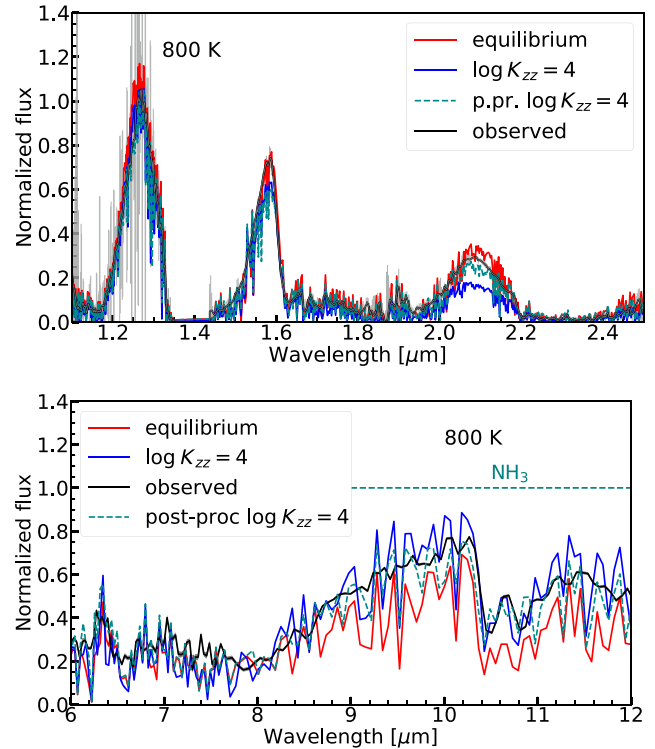 1.4
1.2
1.0
0.8
0.6
0.4
0.2
0.0
Normalized flux
800 K
equilibrium
log K_zz = 4
p.pr. log K_zz = 4
observed
1.2 1.4 1.6 1.8 2.0 2.2 2.4
Wavelength [μm]
1.4
1.2
1.0
0.8
0.6
0.4
0.2
0.0
Normalized flux
equilibrium
log K_zz = 4
observed
post-proc log K_zz = 4
800 K
NH₃
6 7 8 9 10 11 12
Wavelength [μm]